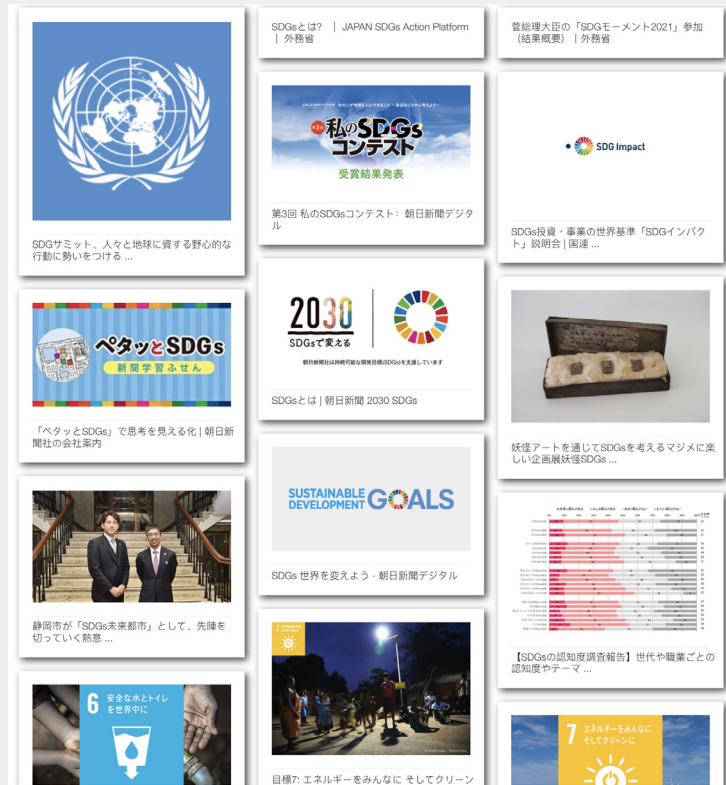 SDGサミット、人々と地球に資する野心的な
行動に勢いをつける ...
ペタッとSDGs
新聞学習ふせん
「ペタッとSDGs」で思考を見える化 | 朝日新
聞社の会社案内
静岡市が「SDGs未来都市」として、先陣を
切っていく熱意 ...
6 安全な水とトイレ
を世界中に
SDGsとは? | JAPAN SDGs Action Platform
| 外務省
第3回 私のSDGs
コンテスト
受賞結果発表
第3回 私のSDGsコンテスト：朝日新聞デジタ
ル
2030
SDGsで変える
朝日新聞社は持続可能な開発目標(SDGs)を支援しています
SDGsとは | 朝日新聞 2030 SDGs
SUSTAINABLE
DEVELOPMENT GOALS
SDGs 世界を変えよう - 朝日新聞デジタル
7
目標7: エネルギーをみんなに そしてクリーン
菅総理大臣の「SDGモーメント2021」参加
（結果概要）｜外務省
SDG Impact
SDGs投資・事業の世界基準「SDGインパク
ト」説明会 | 国連 ...
妖怪アートを通じてSDGsを考えるマジメに楽
しい企画展妖怪SDGs ...
【SDGsの認知度調査報告】世代や職業ごとの
認知度やテーマ ...
7 エネルギーをみんなに
そしてクリーンに